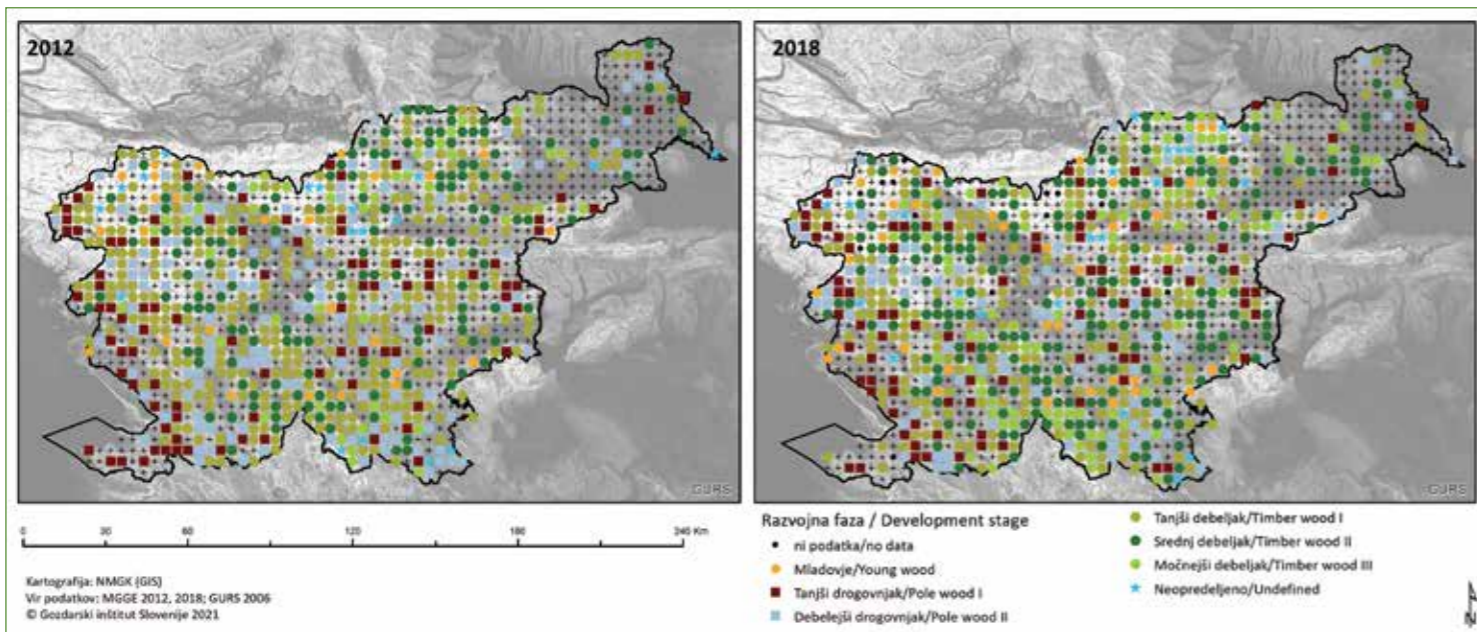 2012
2018
GURS
GURS
0 30 60 120 180 240 Km
Kartografija: NMGK (GIS)
Vir podatkov: MGGE 2012, 2018; GURS 2006
© Gozdarski inštitut Slovenije 2021
Razvojna faza / Development stage
ni podatka/no data
Mladovje/Young wood
Tanjši drogovnjak/Pole wood I
Debelejši drogovnjak/Pole wood II
Tanjši debeljak/Timber wood I
Srednj debeljak/Timber wood II
Močnejši debeljak/Timber wood III
Neopredeljeno/Undefined
N